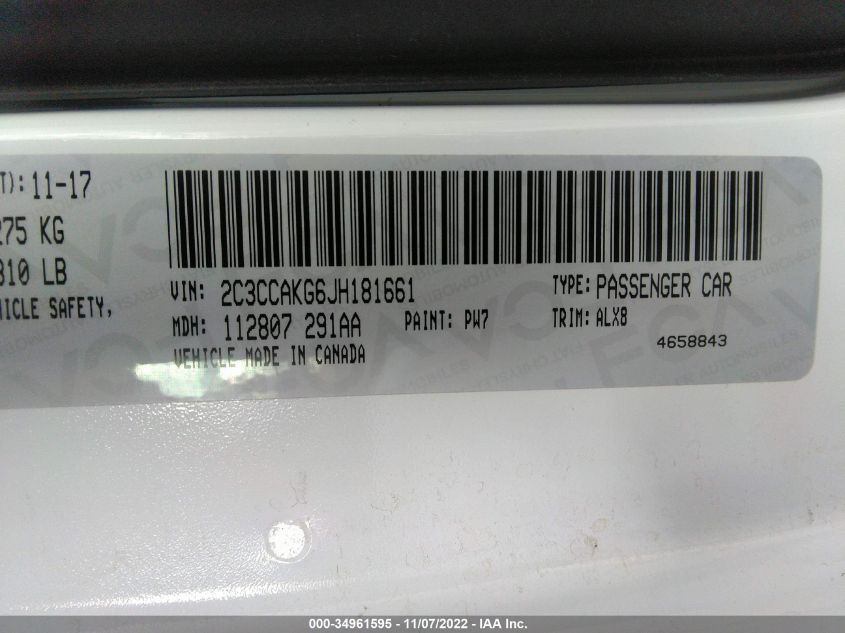 T): 11-17
275 KG
310 LB
HICLE SAFETY,
VIN: 2C3CCAKG6JH181661
TYPE: PASSENGER CAR
MDH: 112807 291AA PAINT: PW7
TRIM: ALX8
VEHICLE MADE IN CANADA
4658843
000-34961595 - 11/07/2022 - IAA Inc.